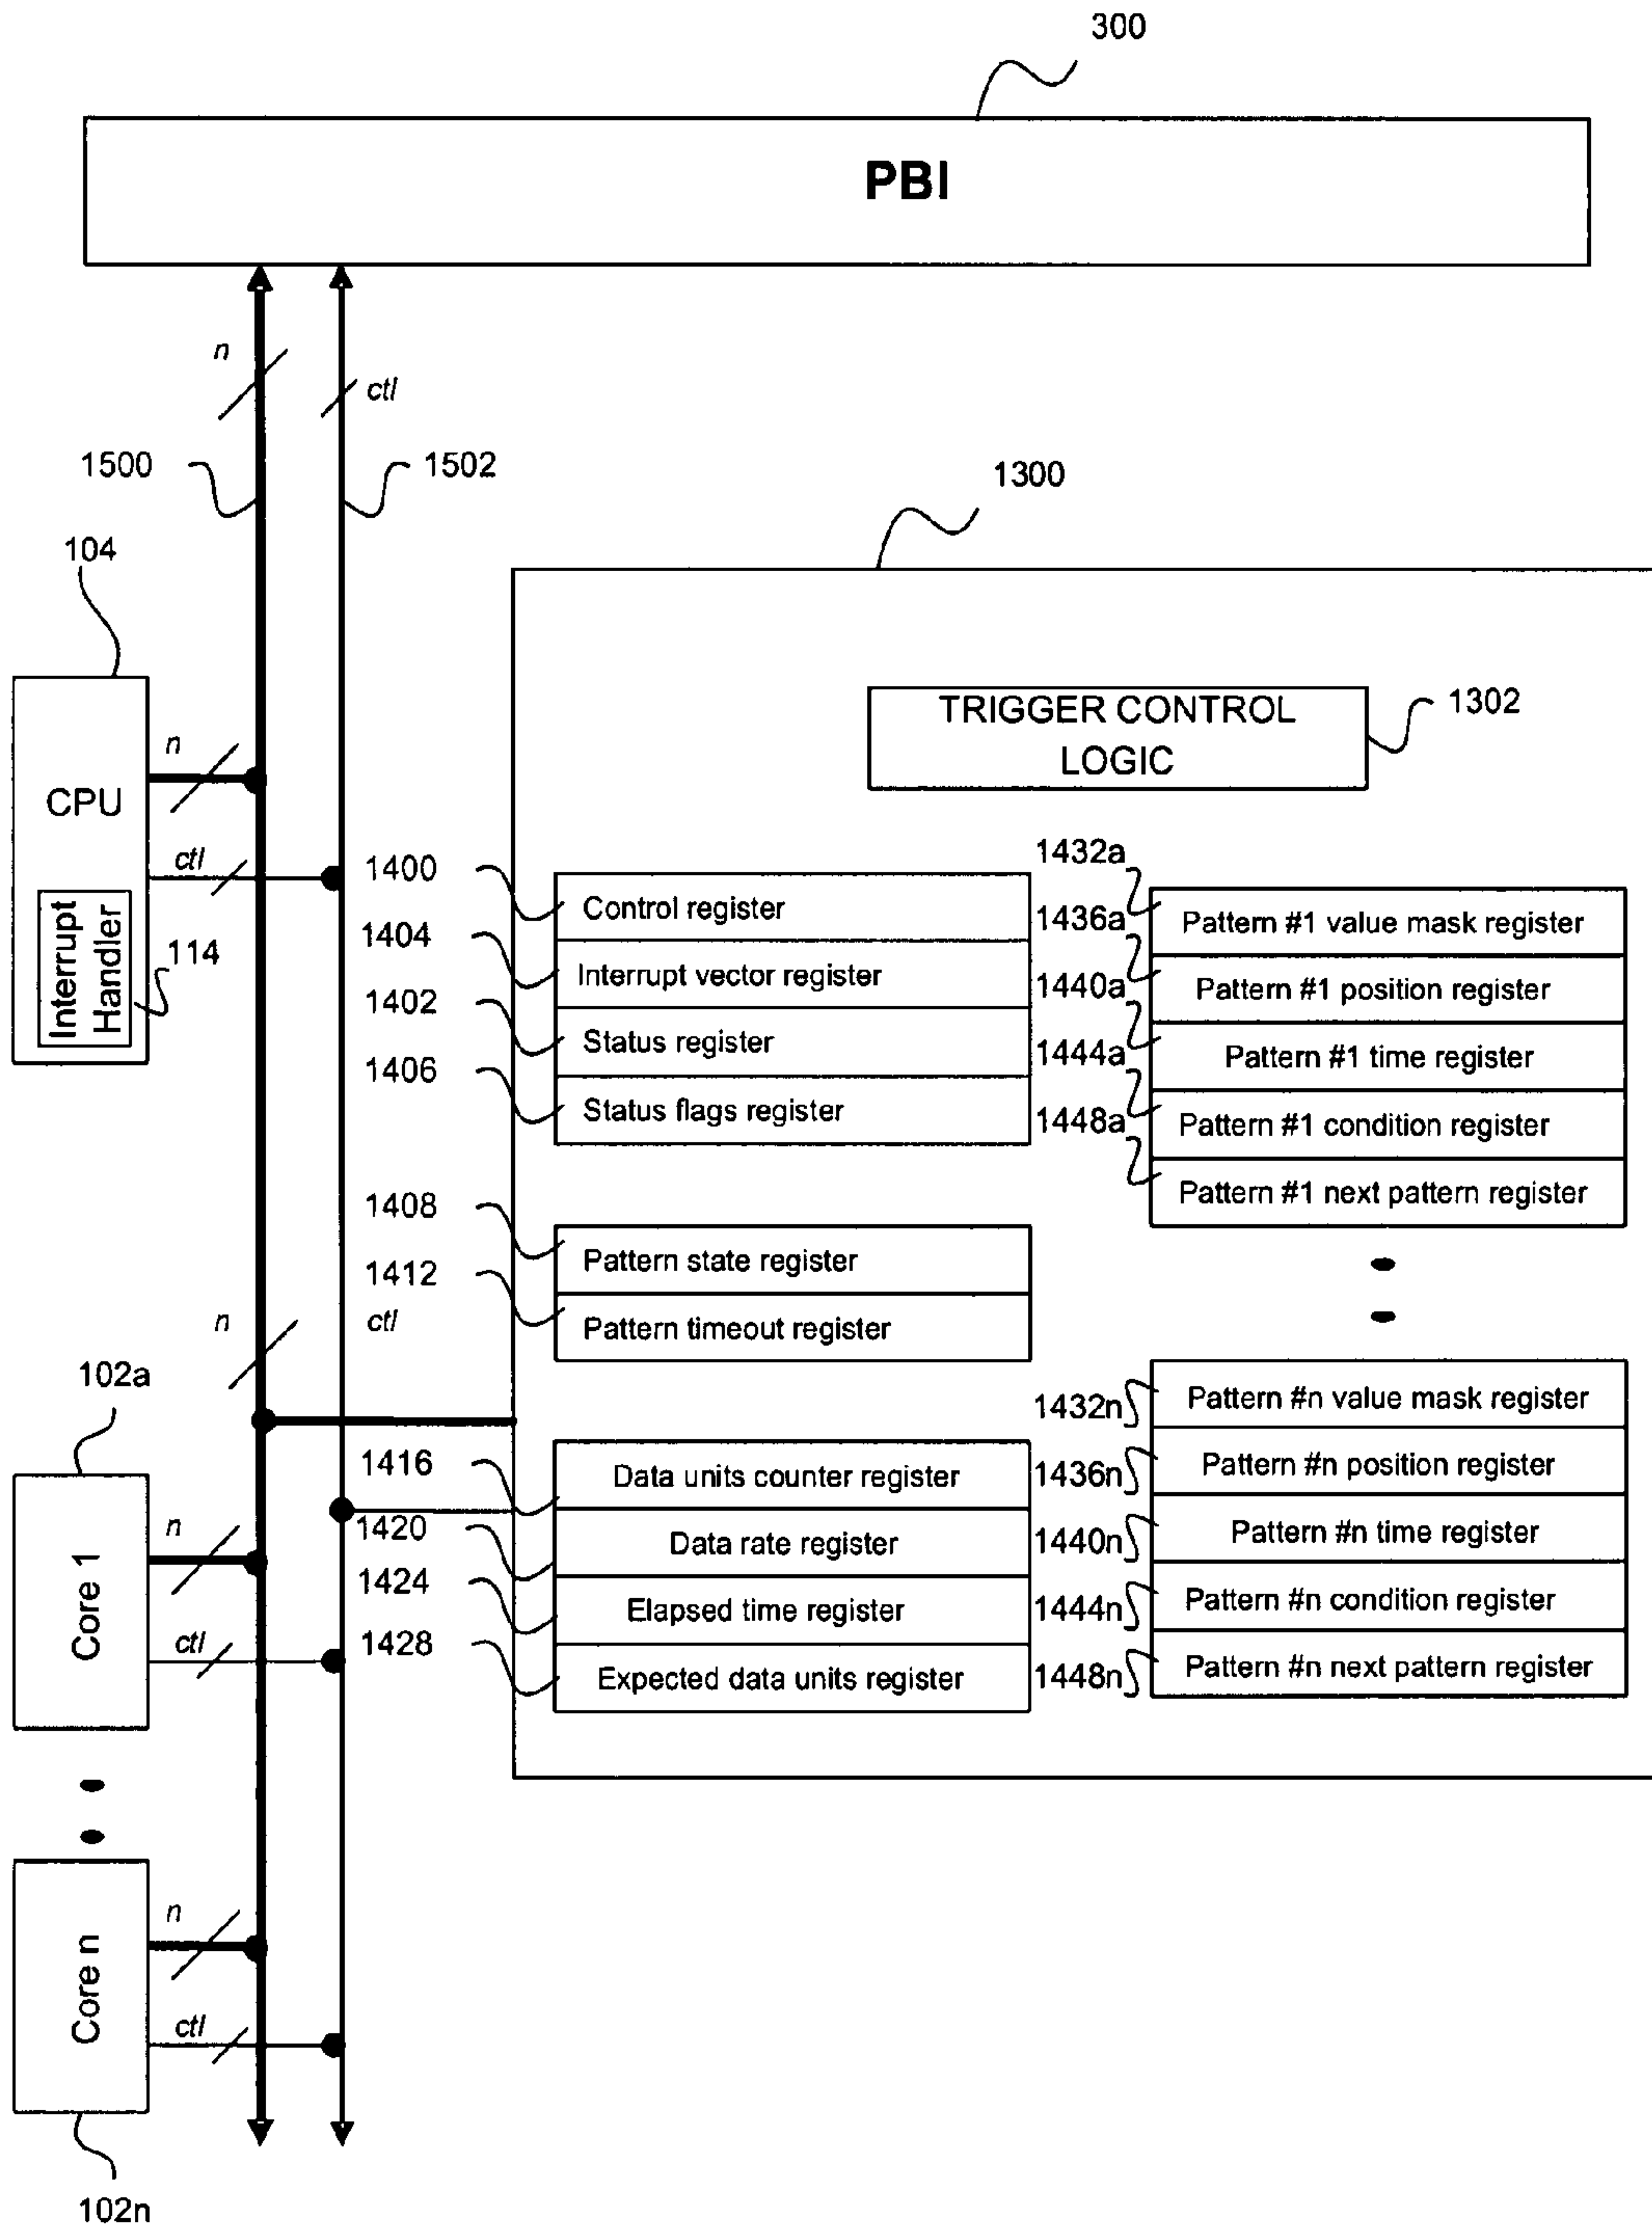 300
PBI
n
ctl
1500
1502
1300
104
TRIGGER CONTROL
LOGIC
1302
n
CPU
ctl
Interrupt
Handler
114
1400
Control register
1404
Interrupt vector register
1402
Status register
1406
Status flags register
1432a
Pattern #1 value mask register
1436a
Pattern #1 position register
1440a
Pattern #1 time register
1444a
Pattern #1 condition register
1448a
Pattern #1 next pattern register
1408
Pattern state register
1412
Pattern timeout register
n
ctl
102a
1432n
Pattern #n value mask register
1436n
Pattern #n position register
1440n
Pattern #n time register
1444n
Pattern #n condition register
1448n
Pattern #n next pattern register
1416
Data units counter register
1420
Data rate register
1424
Elapsed time register
1428
Expected data units register
n
Core 1
ctl
n
Core n
ctl
102n